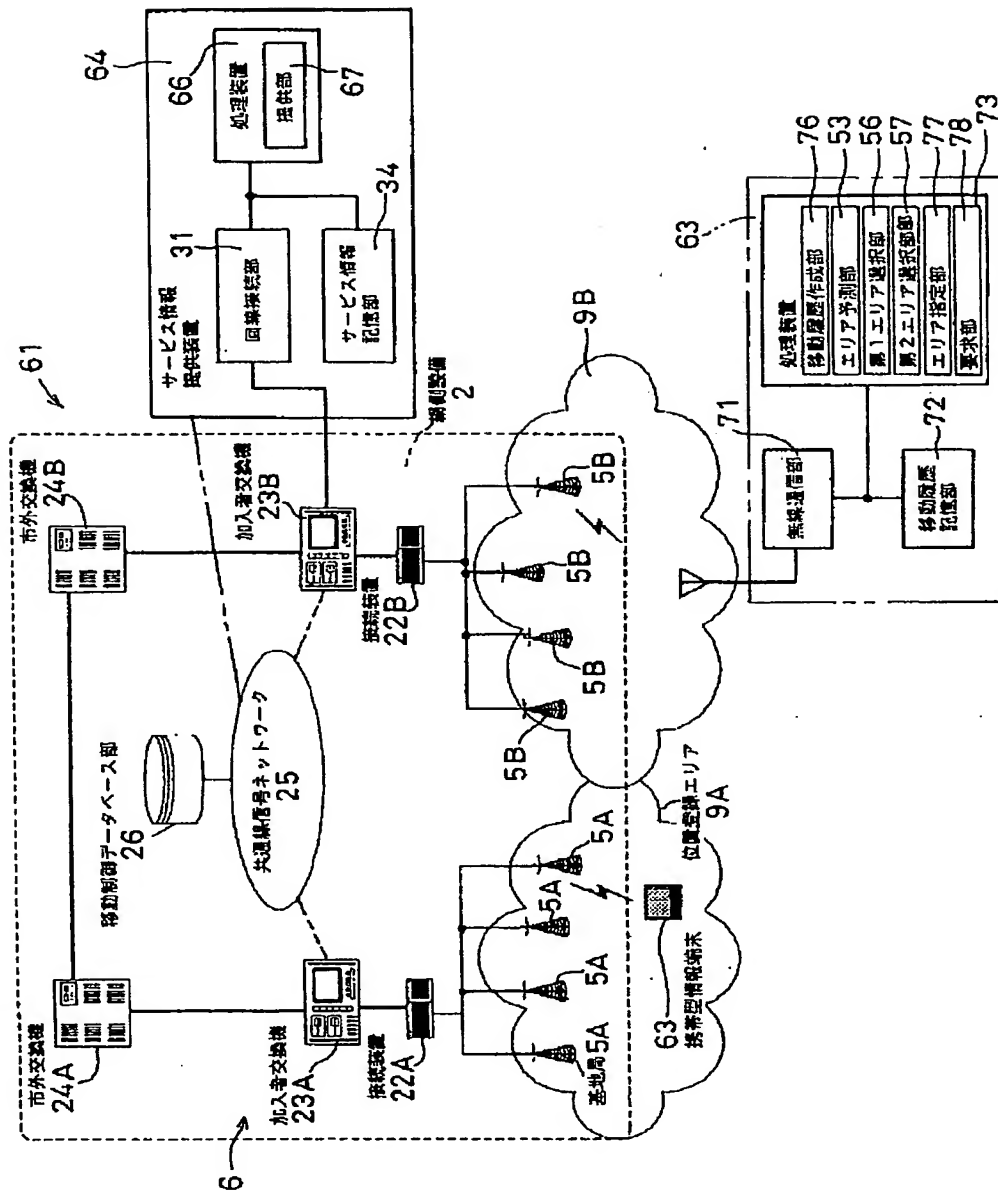 61
6
市外交換機
24A
市外交換機
24B
移動制御データベース部
26
共通線信号ネットワーク
25
加入者交換機
23A
加入者交換機
23B
接続装置
22A
接続装置
22B
網側設備
2
サービス情報
提供装置
64
回線接続部
31
サービス情報
記憶部
34
処理装置
66
提供部
67
基地局5A
5A
5A
5A
5B
5B
5B
5B
位置登録エリア
9A
9B
63
携帯型情報端末
63
無線通信部
71
移動履歴
記憶部
72
処理装置
移動履歴作成部
76
エリア予測部
53
第1エリア選択部
56
第2エリア選択部部
57
エリア指定部
77
要求部
78
73